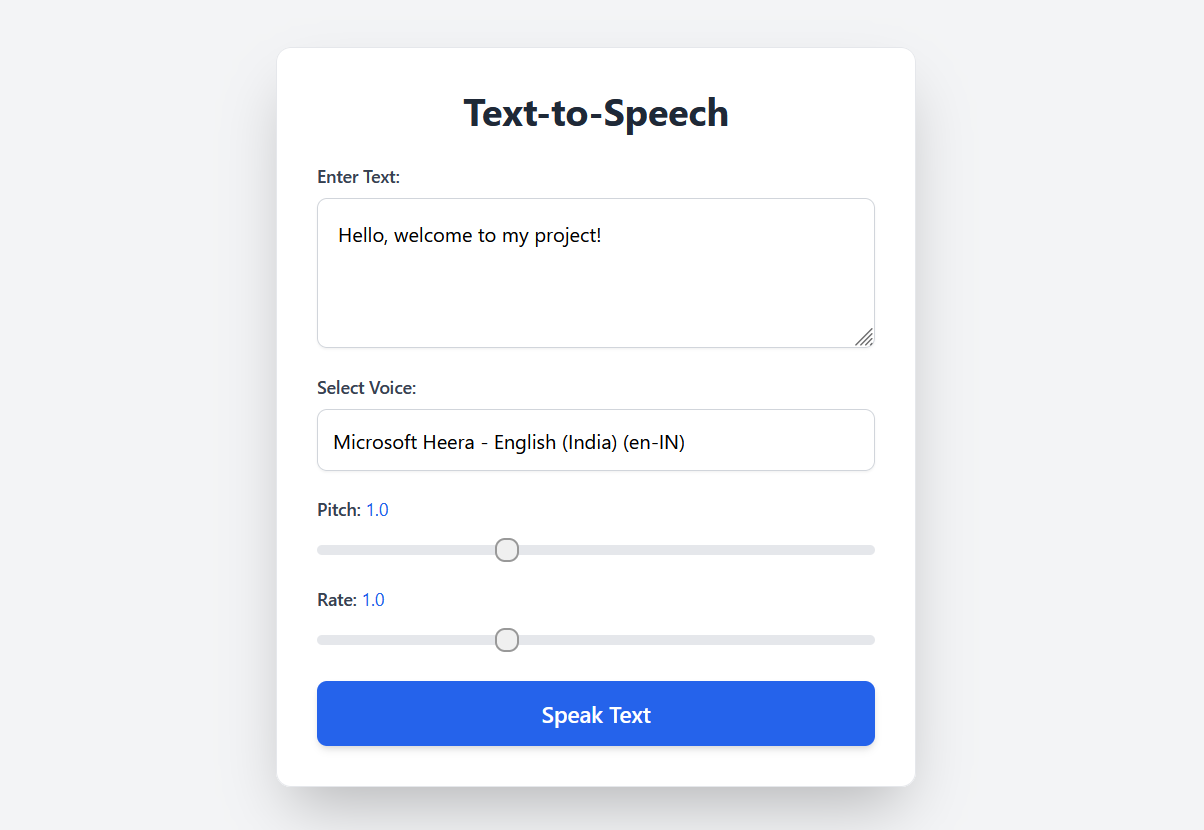 Text-to-Speech
Enter Text:
Hello, welcome to my project!
Select Voice:
Microsoft Heera - English (India) (en-IN)
Pitch: 1.0
Rate: 1.0
Speak Text